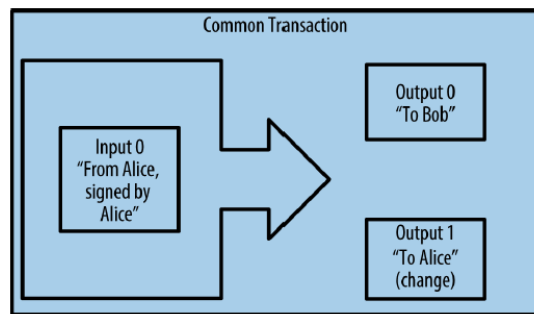 Common Transaction
Input 0
“From Alice,
signed by
Alice”
Output 0
“To Bob”
Output 1
“To Alice”
(change)